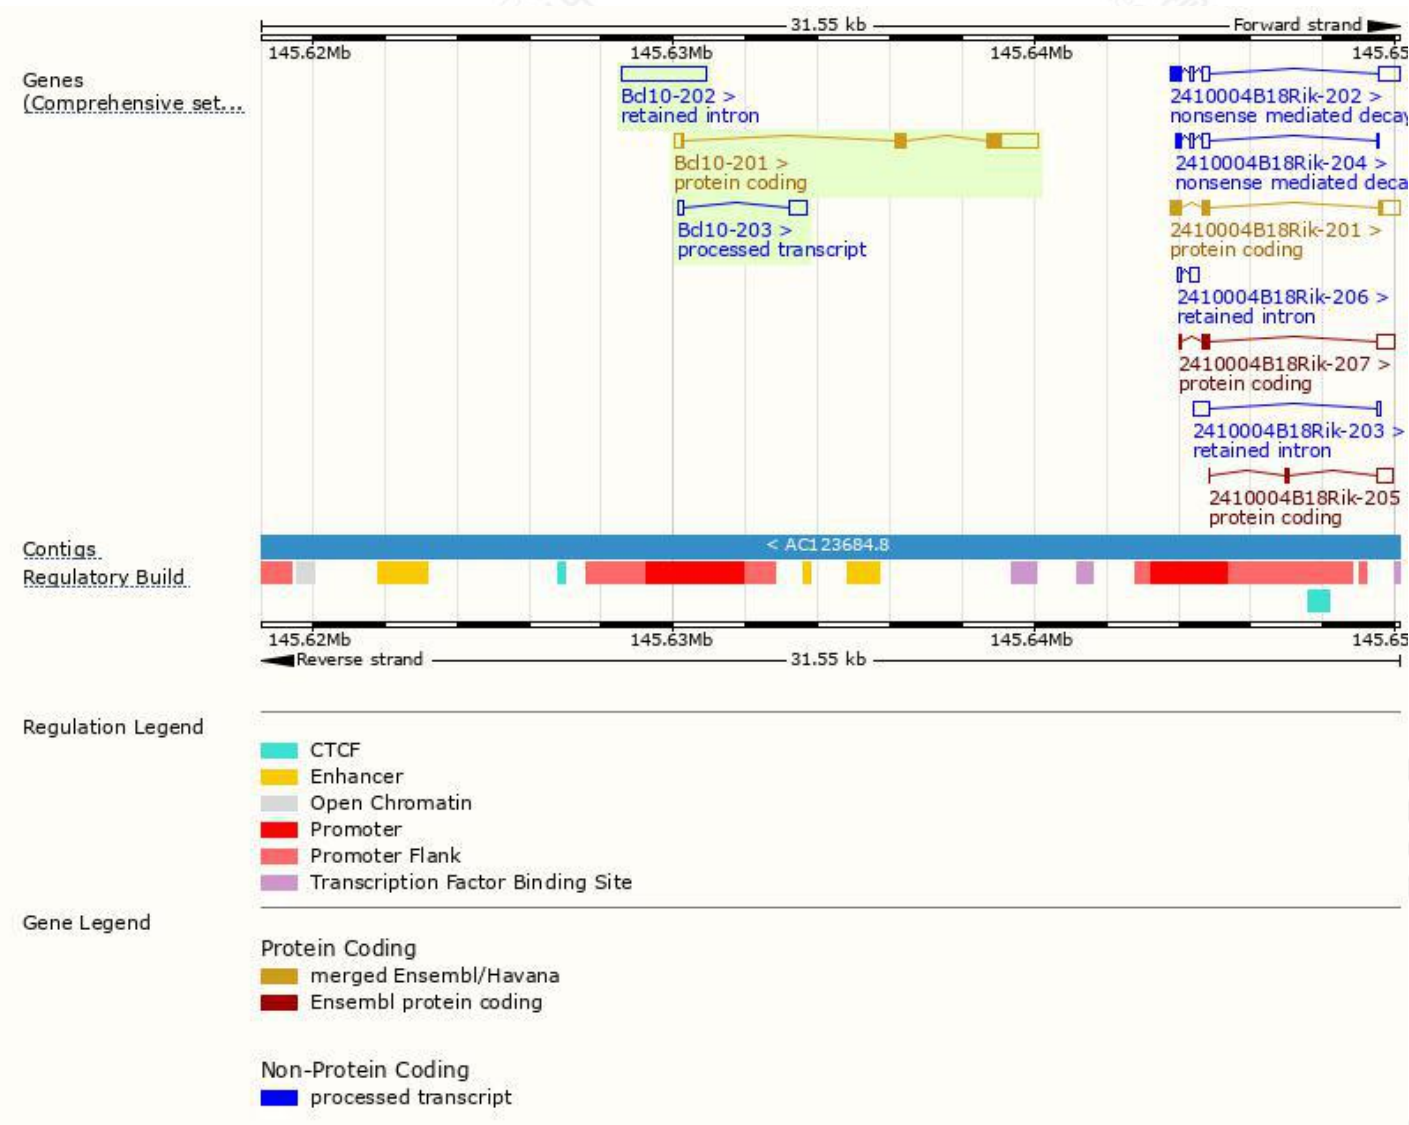 31.55 kb
Forward strand
145.62Mb 145.63Mb 145.64Mb 145.65
Genes
(Comprehensive set...
Bcl10-202 >
retained intron
Bcl10-201 >
protein coding
Bcl10-203 >
processed transcript
2410004B18Rik-202 >
nonsense mediated decay
2410004B18Rik-204 >
nonsense mediated deca
2410004B18Rik-201 >
protein coding
2410004B18Rik-206 >
retained intron
2410004B18Rik-207 >
protein coding
2410004B18Rik-203 >
retained intron
2410004B18Rik-205
protein coding
Contigs
< AC123684.8
Regulatory Build
145.62Mb 145.63Mb 145.64Mb 145.65
Reverse strand
31.55 kb
Regulation Legend
CTCF
Enhancer
Open Chromatin
Promoter
Promoter Flank
Transcription Factor Binding Site
Gene Legend
Protein Coding
merged Ensembl/Havana
Ensembl protein coding
Non-Protein Coding
processed transcript